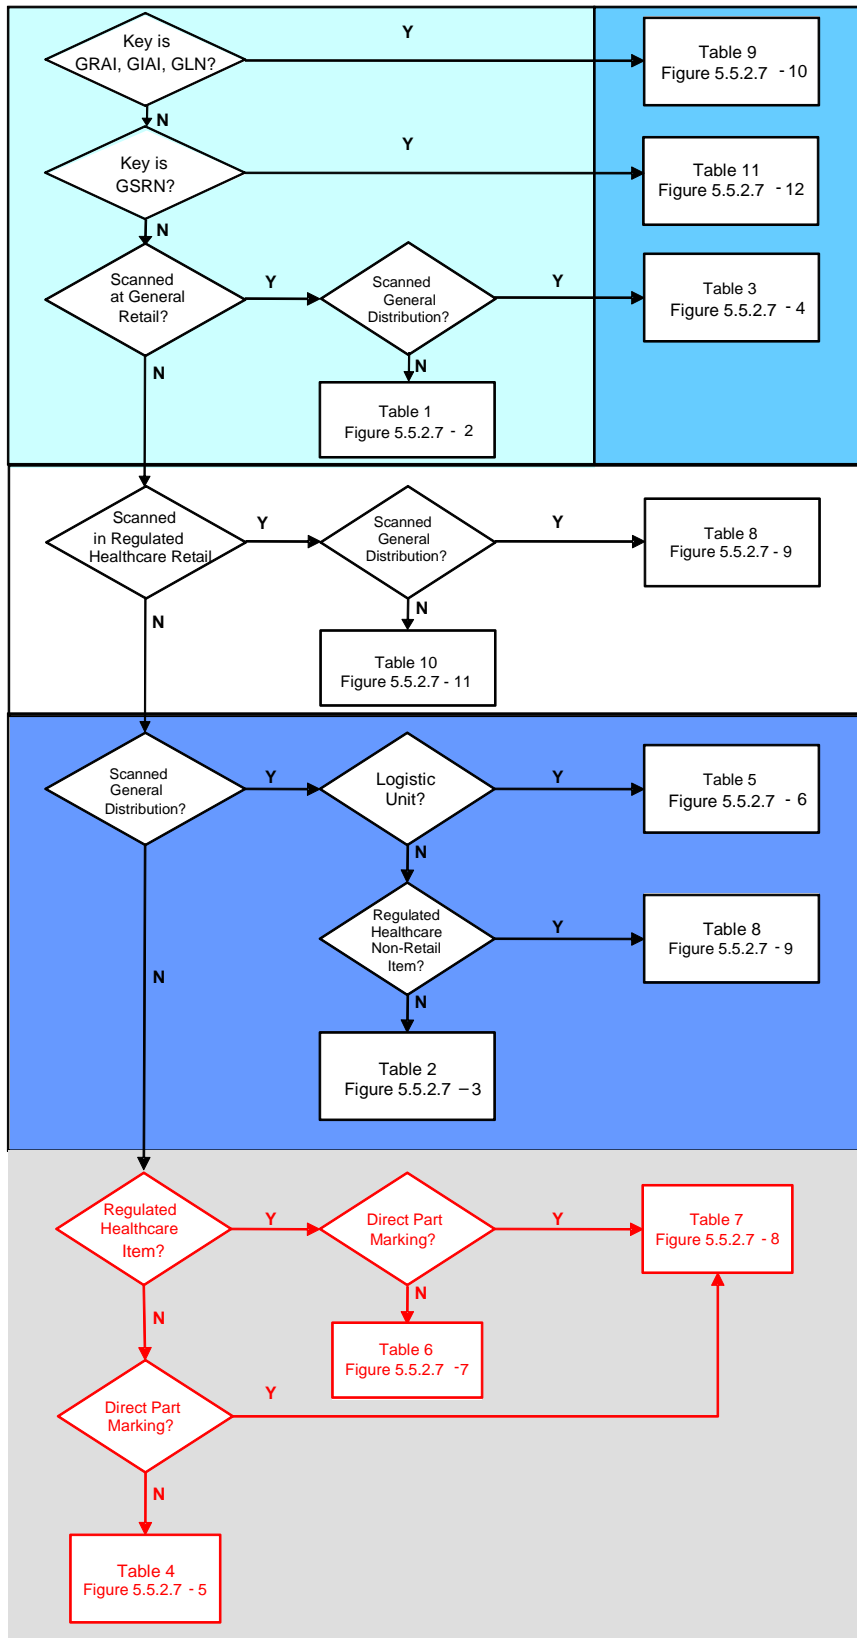 Key is
GRAI, GIAI, GLN?
Y
Table 9
Figure 5.5.2.7 - 10
N
Key is
GSRN?
Y
Table 11
Figure 5.5.2.7 - 12
N
Scanned
at General
Retail?
Y
Scanned
General
Distribution?
Y
Table 3
Figure 5.5.2.7 - 4
N
N
Table 1
Figure 5.5.2.7 - 2
Scanned
in Regulated
Healthcare Retail
Y
Scanned
General
Distribution?
Y
Table 8
Figure 5.5.2.7 - 9
N
N
Table 10
Figure 5.5.2.7 - 11
Scanned
General
Distribution?
Y
Logistic
Unit?
Y
Table 5
Figure 5.5.2.7 - 6
N
Regulated
Healthcare
Non-Retail
Item?
Y
Table 8
Figure 5.5.2.7 - 9
N
N
Table 2
Figure 5.5.2.7 – 3
Regulated
Healthcare
Item?
Y
Direct Part
Marking?
Y
Table 7
Figure 5.5.2.7 - 8
N
N
Table 6
Figure 5.5.2.7 -7
Direct Part
Marking?
Y
N
Table 4
Figure 5.5.2.7 - 5